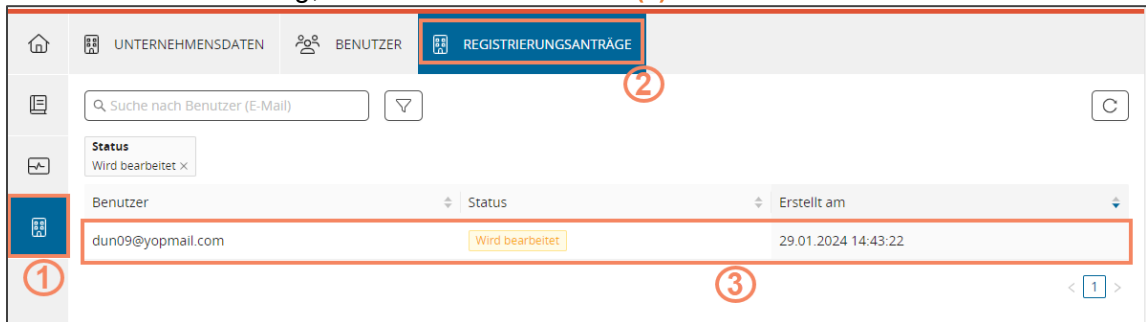 UNTERNEHMENSDATEN BENUTZER REGISTRIERUNGSANTRÄGE
2
Suche nach Benutzer (E-Mail)
Status
Wird bearbeitet ×
Benutzer Status Erstellt am
dun09@yopmail.com Wird bearbeitet 29.01.2024 14:43:22
1
3
< 1 >